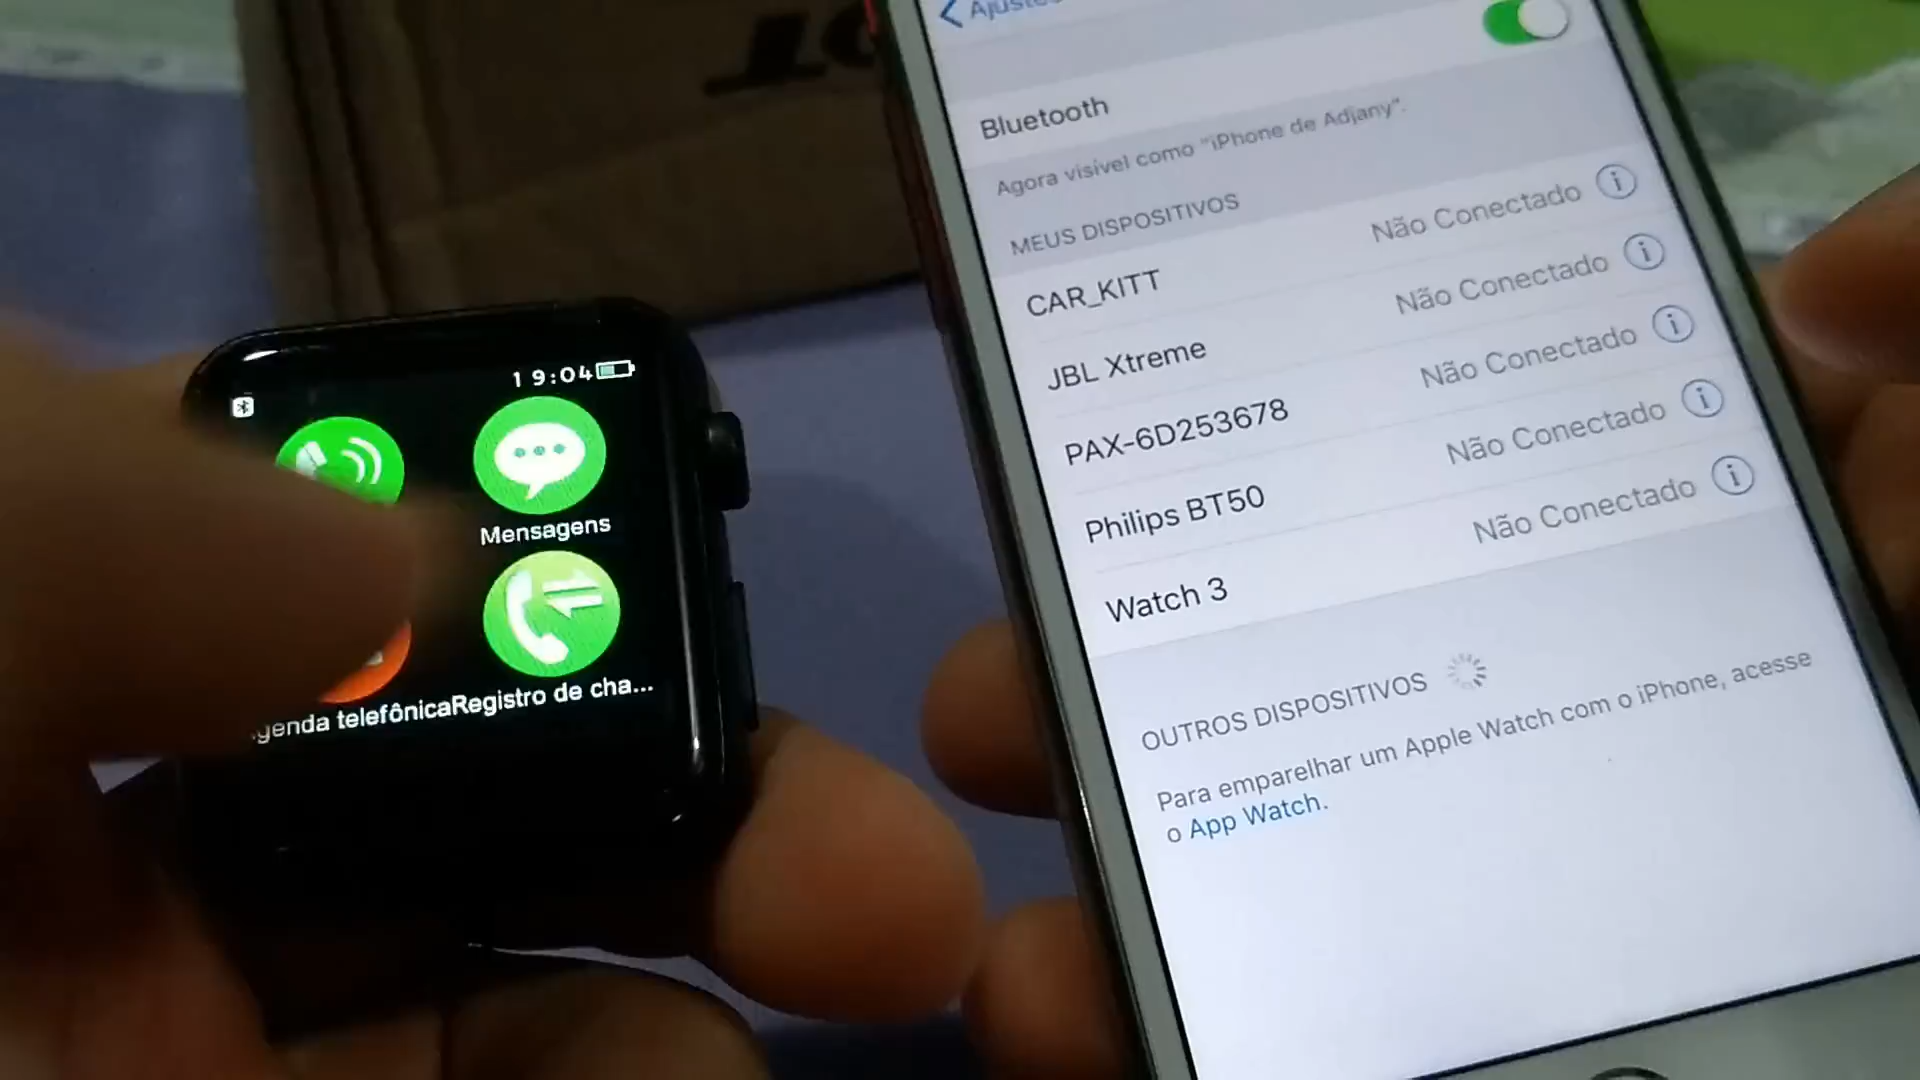 19:04
Mensagens
genda telefônicaRegistro de cha...
Ajustes
Bluetooth
Agora visível como "iPhone de Adjany".
MEUS DISPOSITIVOS
CAR_KITT Não Conectado
JBL Xtreme Não Conectado
PAX-6D253678 Não Conectado
Philips BT50 Não Conectado
Watch 3 Não Conectado
OUTROS DISPOSITIVOS
Para emparelhar um Apple Watch com o iPhone, acesse
o App Watch.